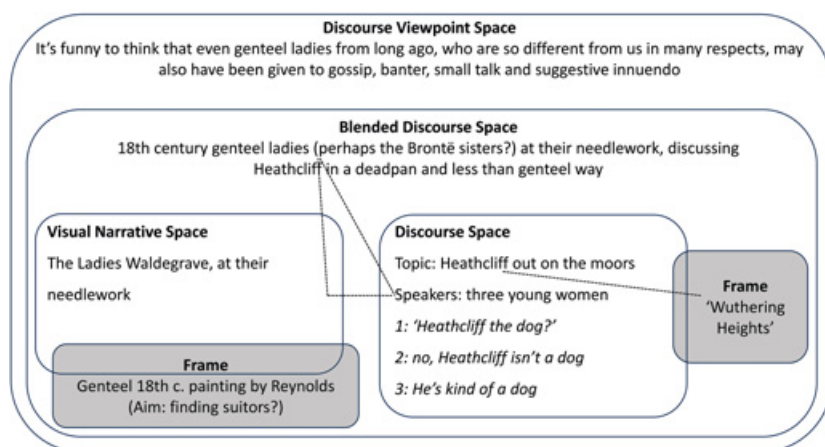 Discourse Viewpoint Space
It's funny to think that even genteel ladies from long ago, who are so different from us in many respects, may
also have been given to gossip, banter, small talk and suggestive innuendo
Blended Discourse Space
18th century genteel ladies (perhaps the Brontë sisters?) at their needlework, discussing
Heathcliff in a deadpan and less than genteel way
Visual Narrative Space
The Ladies Waldegrave, at their
needlework
Frame
Genteel 18th c. painting by Reynolds
(Aim: finding suitors?)
Discourse Space
Topic: Heathcliff out on the moors
Speakers: three young women
1: ‘Heathcliff the dog?’
2: no, Heathcliff isn’t a dog
3: He’s kind of a dog
Frame
‘Wuthering
Heights’